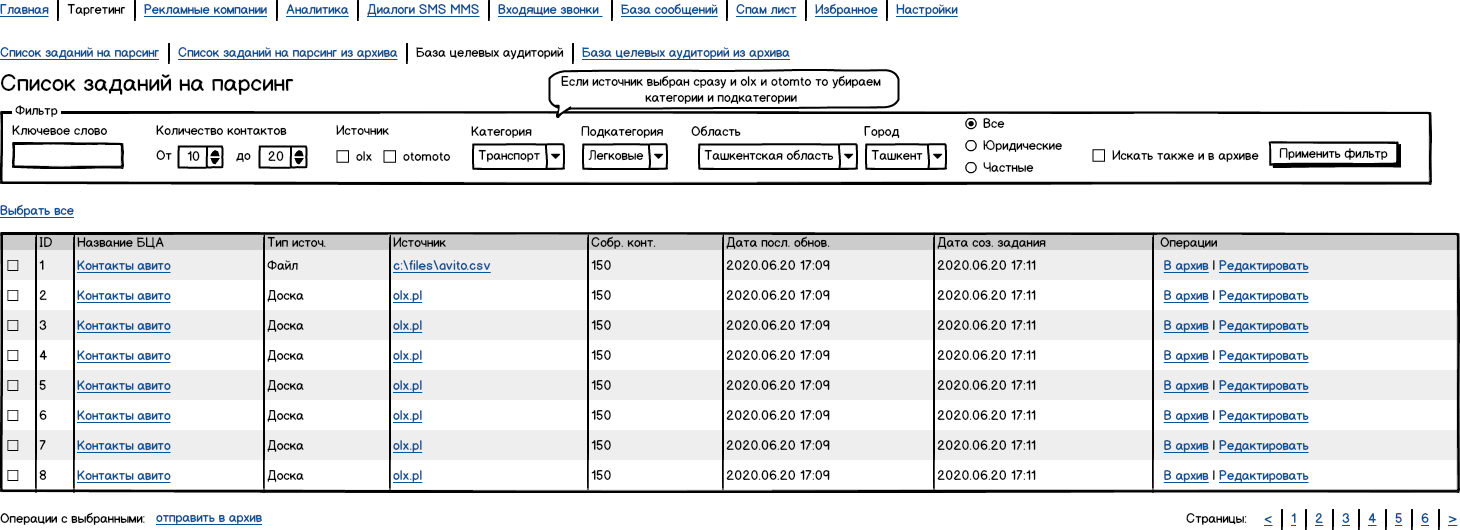 Главная Таргетинг Рекламные компании Аналитика Диалоги SMS MMS Входящие звонки База сообщений Спам лист Избранное Настройки
Список заданий на парсинг Список заданий на парсинг из архива База целевых аудиторий База целевых аудиторий из архива
Список заданий на парсинг
Если источник выбран сразу и olx и otomto то убираем
категории и подкатегории
Фильтр
Ключевое слово Количество контактов Источник Категория Подкатегория Область Город
От 10 до 20 olx otomoto Транспорт Легковые Ташкентская область Ташкент
Все
Юридические
Частные
Искать также и в архиве Применить фильтр
Выбрать все
ID Название БЦА Тип источ. Источник Собр. конт. Дата посл. обнов. Дата соз. задания Операции
1 Контакты авито Файл c:\files\avito.csv 150 2020.06.20 17:09 2020.06.20 17:11 В архив | Редактировать
2 Контакты авито Доска olx.pl 150 2020.06.20 17:09 2020.06.20 17:11 В архив | Редактировать
3 Контакты авито Доска olx.pl 150 2020.06.20 17:09 2020.06.20 17:11 В архив | Редактировать
4 Контакты авито Доска olx.pl 150 2020.06.20 17:09 2020.06.20 17:11 В архив | Редактировать
5 Контакты авито Доска olx.pl 150 2020.06.20 17:09 2020.06.20 17:11 В архив | Редактировать
6 Контакты авито Доска olx.pl 150 2020.06.20 17:09 2020.06.20 17:11 В архив | Редактировать
7 Контакты авито Доска olx.pl 150 2020.06.20 17:09 2020.06.20 17:11 В архив | Редактировать
8 Контакты авито Доска olx.pl 150 2020.06.20 17:09 2020.06.20 17:11 В архив | Редактировать
Операции с выбранными: отправить в архив Страницы: < 1 2 3 4 5 6 >